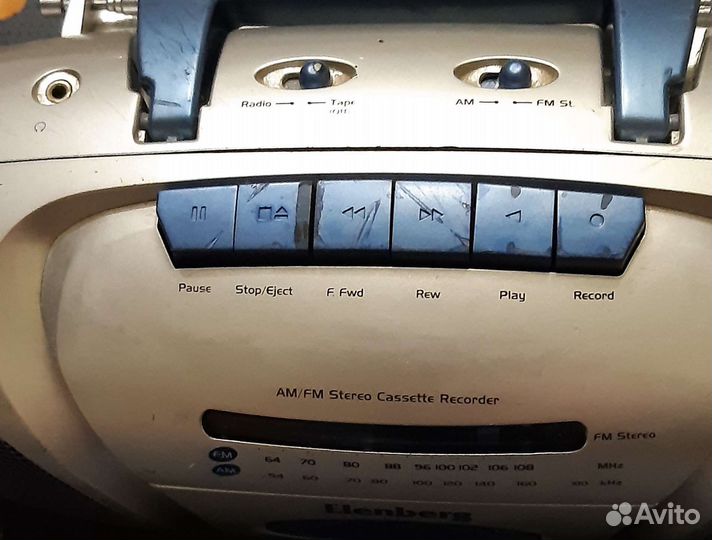 Radio Tape
AM FM St.
Pause Stop/Eject F. Fwd Rew Play Record
AM/FM Stereo Cassette Recorder
FM Stereo
FM 64 70 80 88 96 100 102 106 108 MHz
AM 54 60 70 80 100 120 140 160 kHz
Elenberg
Avito